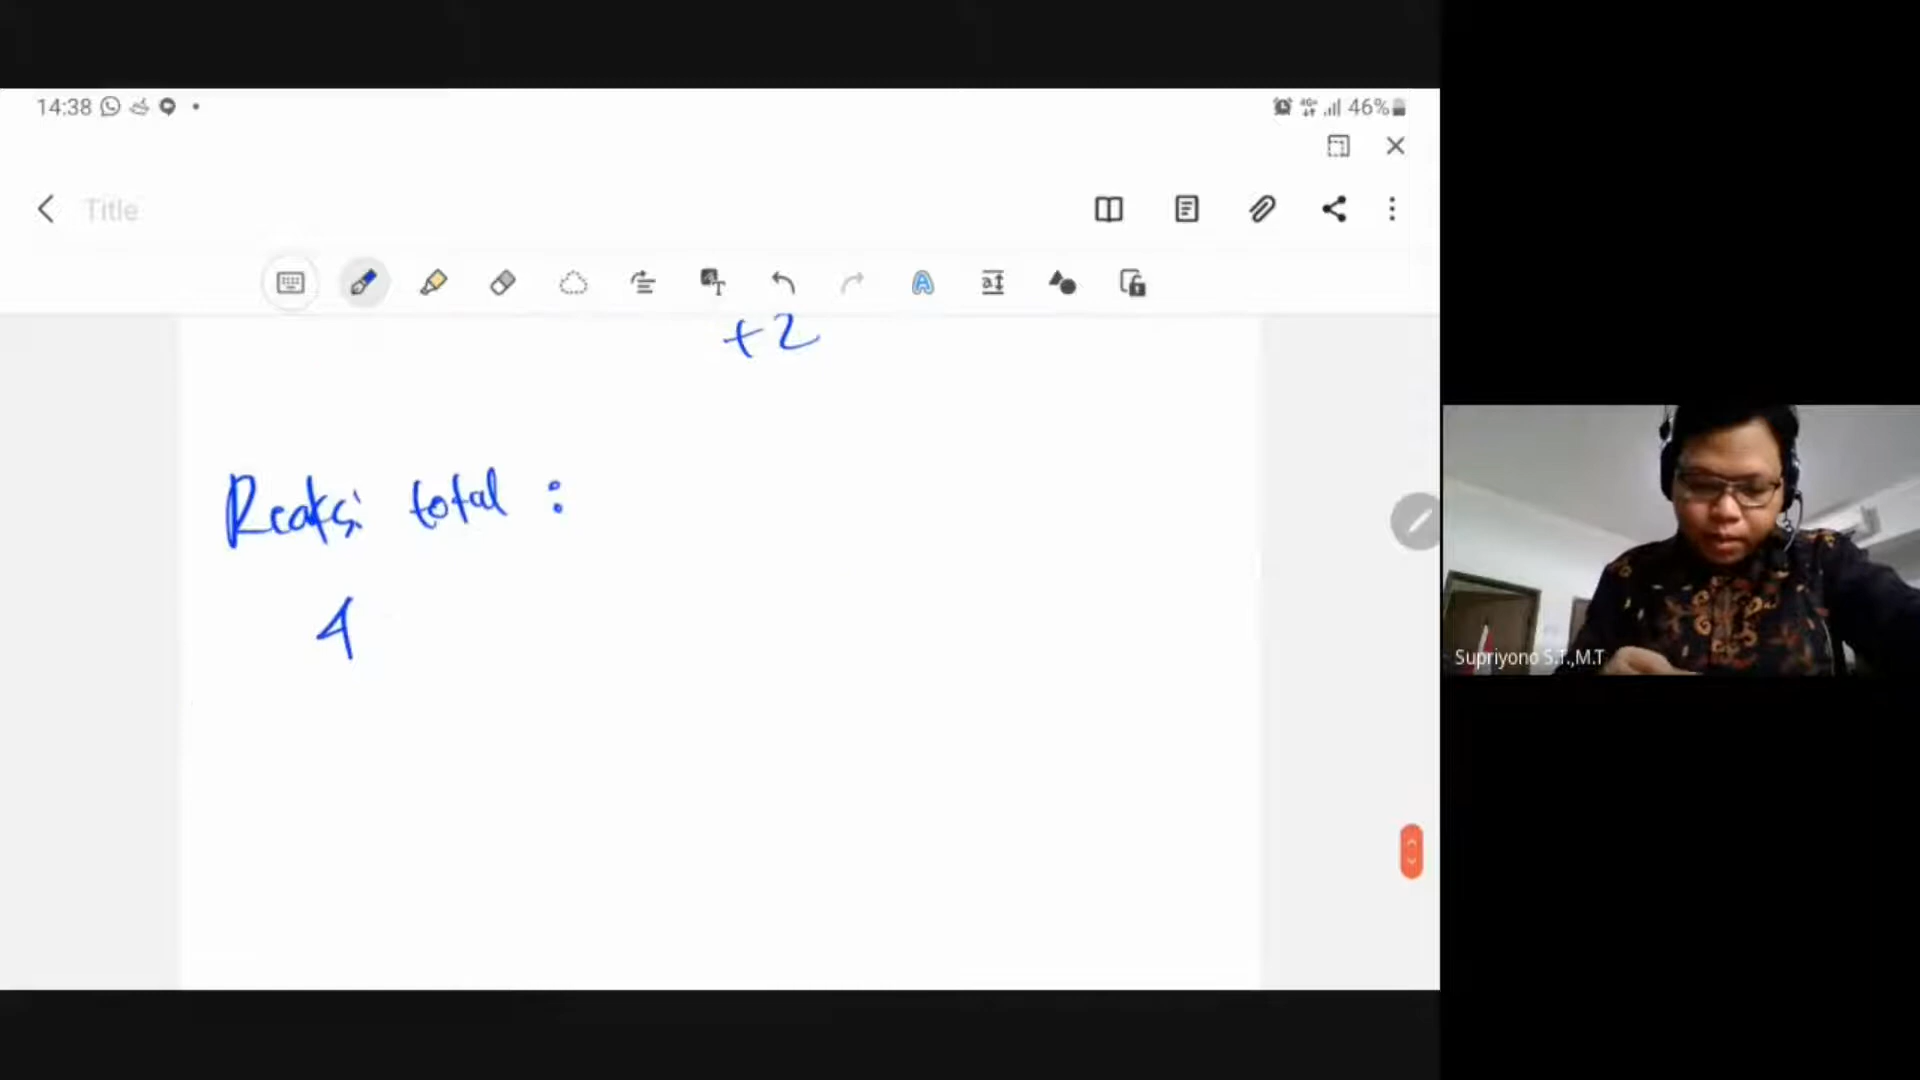 14:38
46%
Title
+2
Reaksi total :
4
Supriyono S.T.,M.T